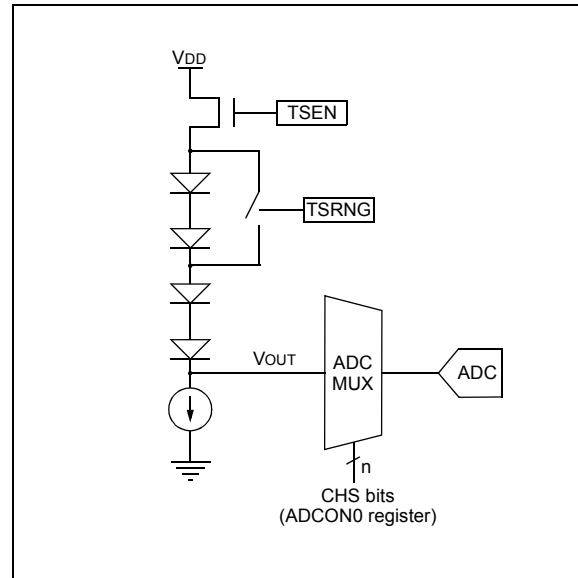 VDD
TSEN
TSRNG
VOUT
ADC
MUX
ADC
n
CHS bits
(ADCON0 register)